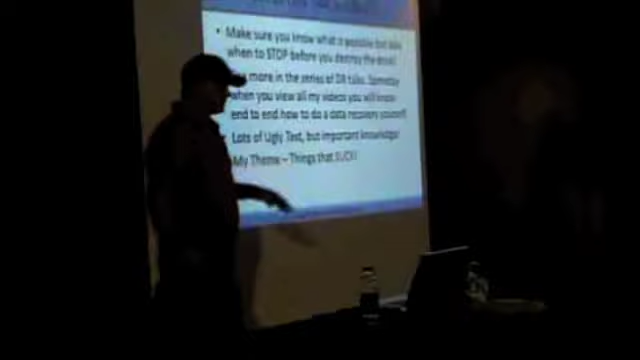 Make sure you know what is possible but also
when to STOP before you destroy the drive!
more in the series of DR talks. Someday
when you view all my videos you will know
end to end how to do a data recovery yourself
Lots of Ugly Text, but important knowledge!
My Theme – Things that SUCK!